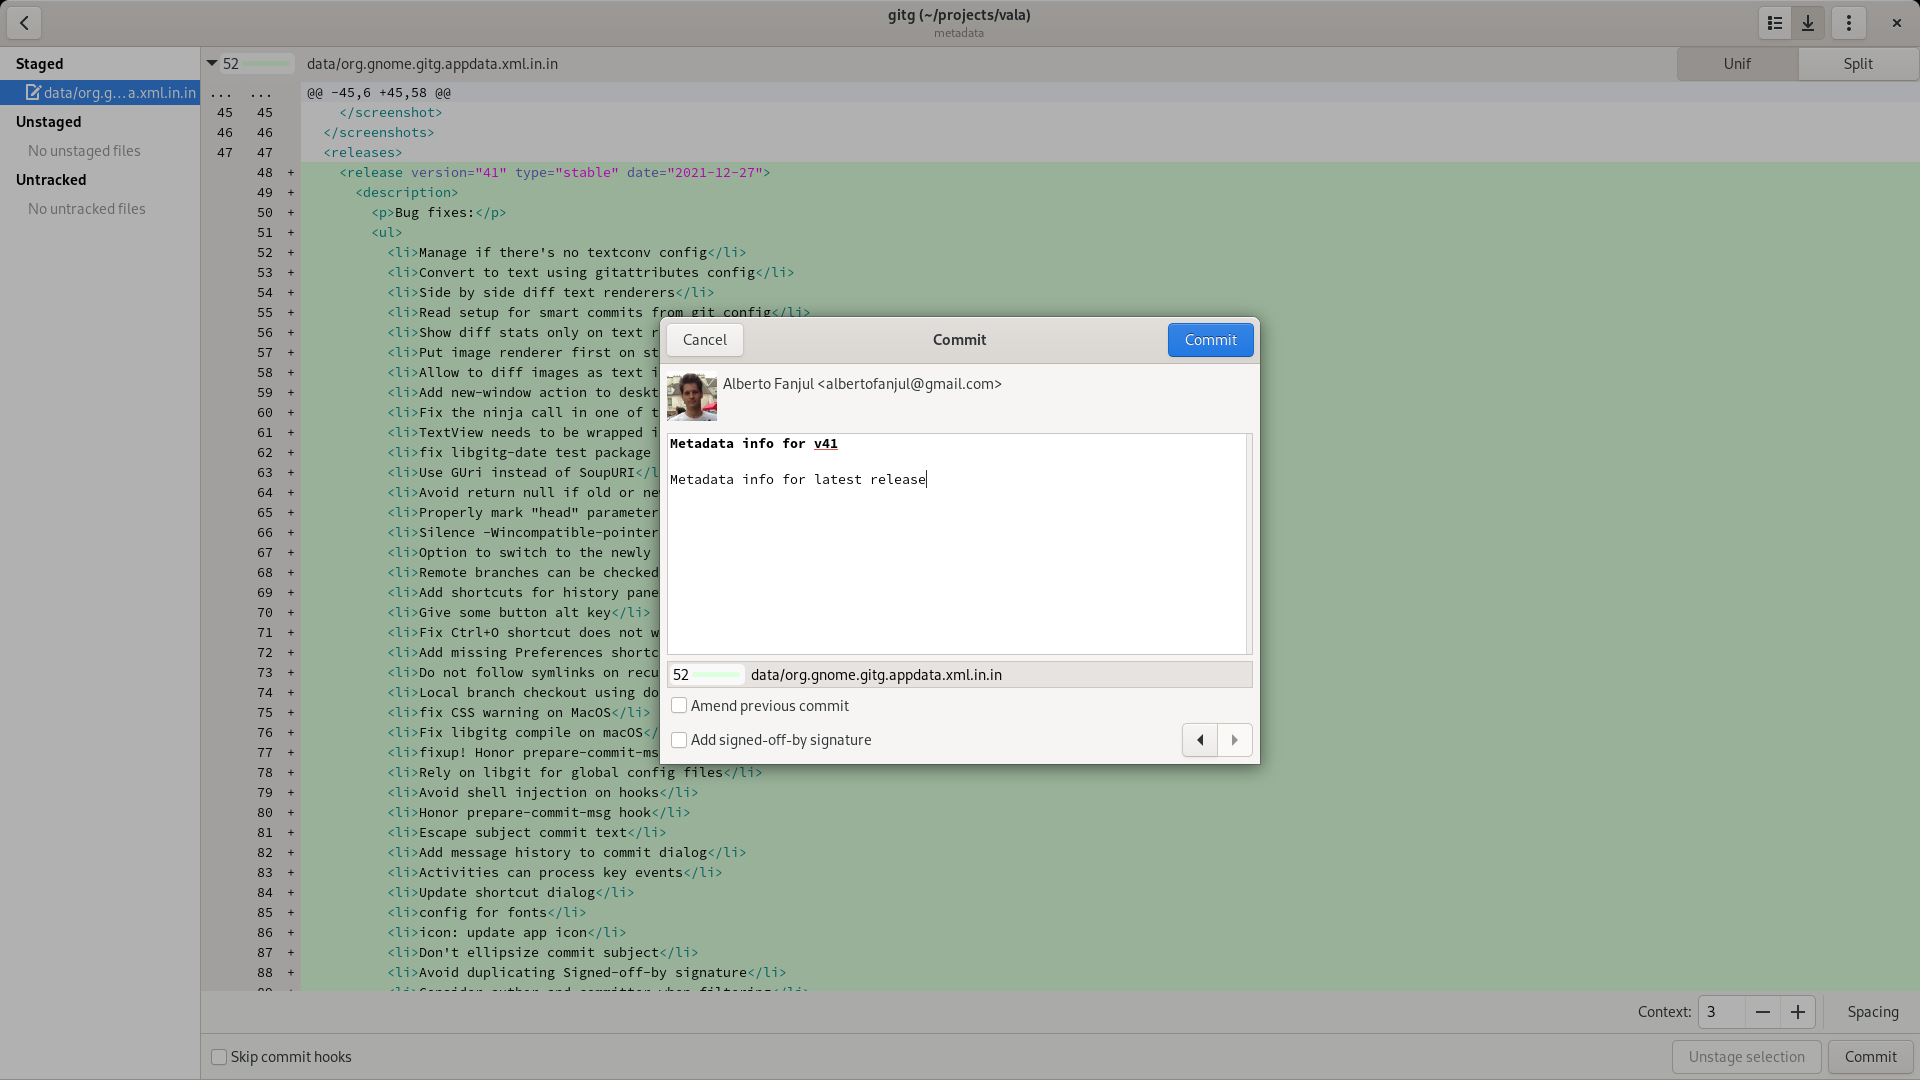 gitg (~/projects/vala)
metadata
Staged
data/org.g…a.xml.in.in
Unstaged
No unstaged files
Untracked
No untracked files
52 data/org.gnome.gitg.appdata.xml.in.in
Unif Split
... ... @@ -45,6 +45,58 @@
45 45 </screenshot>
46 46 </screenshots>
47 47 <releases>
48 + <release version="41" type="stable" date="2021-12-27">
49 + <description>
50 + <p>Bug fixes:</p>
51 + <ul>
52 + <li>Manage if there's no textconv config</li>
53 + <li>Convert to text using gitattributes config</li>
54 + <li>Side by side diff text renderers</li>
55 + <li>Read setup for smart commits from git config</li>
56 + <li>Show diff stats only on text r
57 + <li>Put image renderer first on st
58 + <li>Allow to diff images as text i
59 + <li>Add new-window action to deskt
60 + <li>Fix the ninja call in one of t
61 + <li>TextView needs to be wrapped i
62 + <li>fix libgitg-date test package
63 + <li>Use GUri instead of SoupURI</l
64 + <li>Avoid return null if old or ne
65 + <li>Properly mark "head" parameter
66 + <li>Silence -Wincompatible-pointer
67 + <li>Option to switch to the newly
68 + <li>Remote branches can be checked
69 + <li>Add shortcuts for history pane
70 + <li>Give some button alt key</li>
71 + <li>Fix Ctrl+O shortcut does not w
72 + <li>Add missing Preferences shortc
73 + <li>Do not follow symlinks on recu
74 + <li>Local branch checkout using do
75 + <li>fix CSS warning on MacOS</li>
76 + <li>Fix libgitg compile on macOS</
77 + <li>fixup! Honor prepare-commit-ms
78 + <li>Rely on libgit for global config files</li>
79 + <li>Avoid shell injection on hooks</li>
80 + <li>Honor prepare-commit-msg hook</li>
81 + <li>Escape subject commit text</li>
82 + <li>Add message history to commit dialog</li>
83 + <li>Activities can process key events</li>
84 + <li>Update shortcut dialog</li>
85 + <li>config for fonts</li>
86 + <li>icon: update app icon</li>
87 + <li>Don't ellipsize commit subject</li>
88 + <li>Avoid duplicating Signed-off-by signature</li>
89 + <li>Consider author and committer when filtering</li>
Cancel Commit Commit
Alberto Fanjul <albertofanjul@gmail.com>
Metadata info for v41
Metadata info for latest release
52 data/org.gnome.gitg.appdata.xml.in.in
Amend previous commit
Add signed-off-by signature
Context: 3 Spacing
Skip commit hooks
Unstage selection Commit